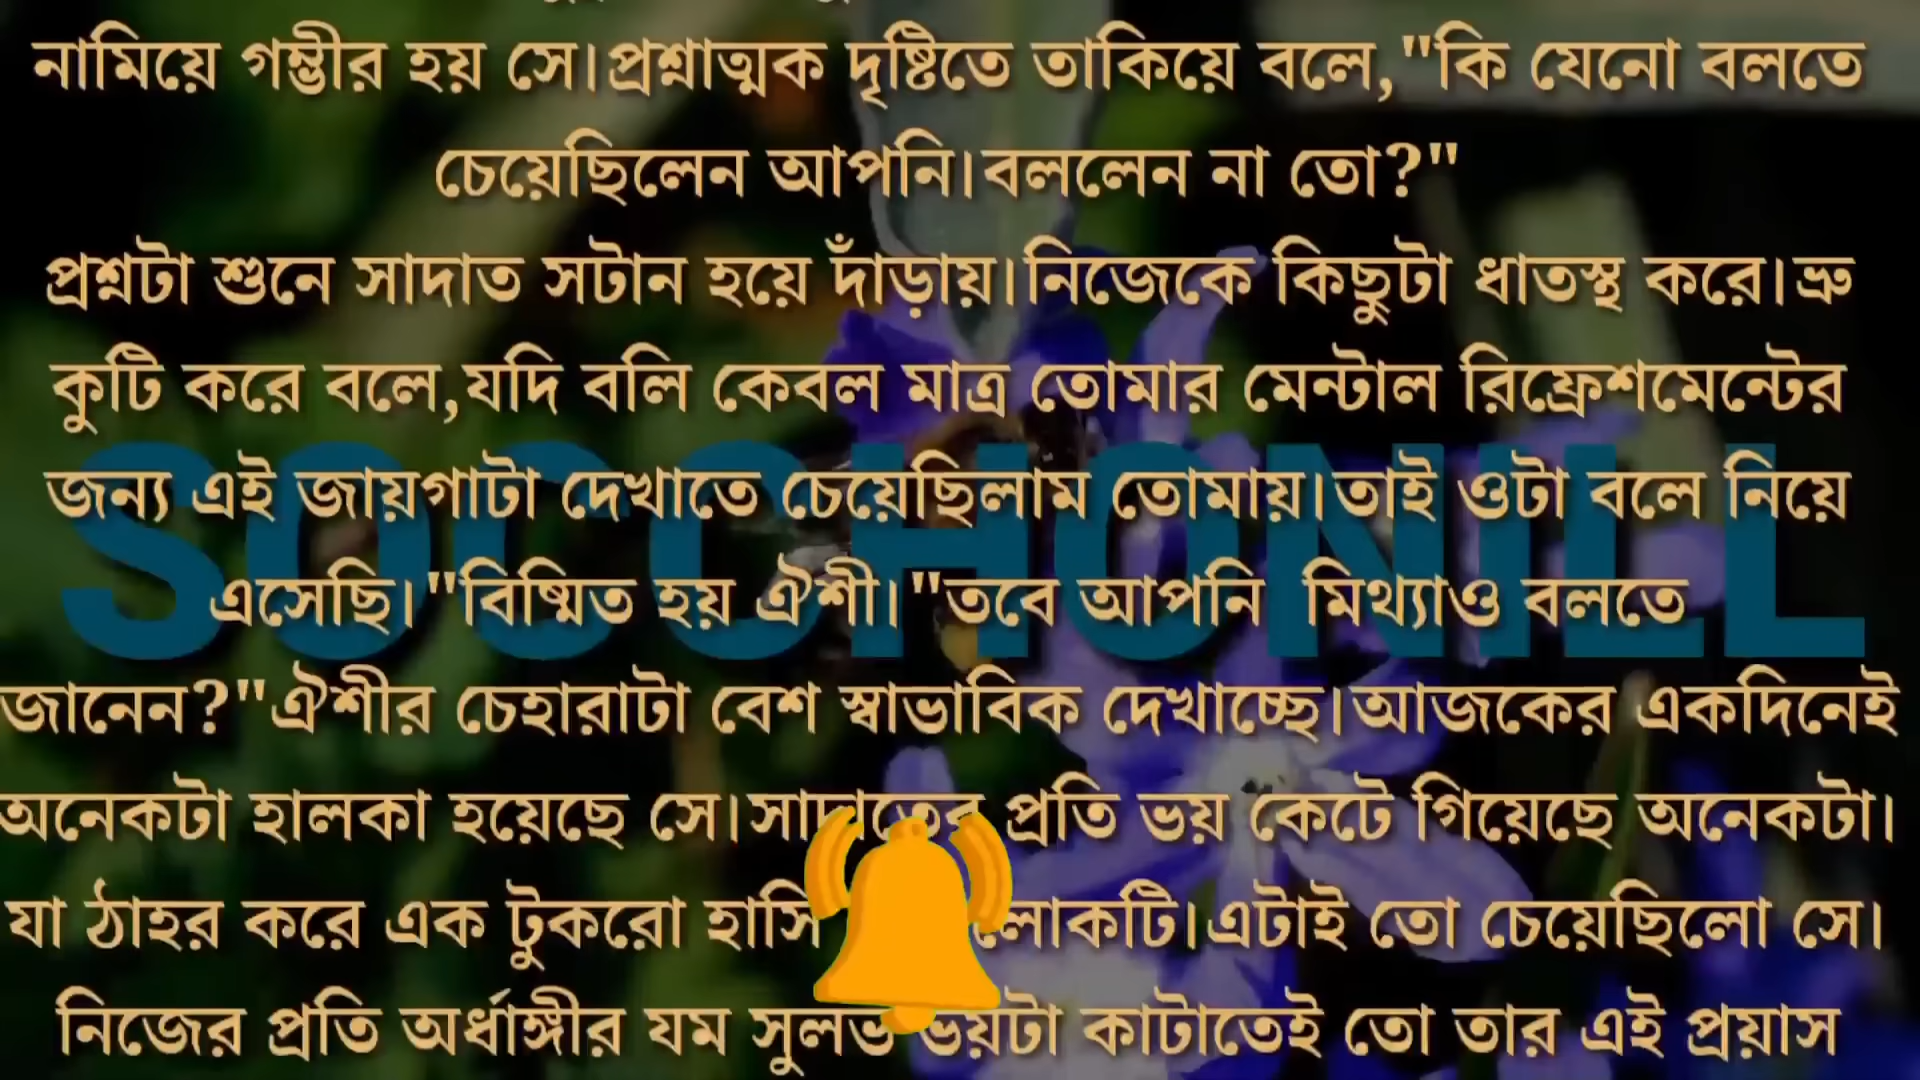 নামিয়ে গম্ভীর হয় সে।প্রশ্নাত্মক দৃষ্টিতে তাকিয়ে বলে,"কি যেনো বলতে
চেয়েছিলেন আপনি।বললেন না তো?"
প্রশ্নটা শুনে সাদাত সটান হয়ে দাঁড়ায়।নিজেকে কিছুটা ধাতস্থ করে।ভ্রু
কুটি করে বলে,যদি বলি কেবল মাত্র তোমার মেন্টাল রিফ্রেশমেন্টের
জন্য এই জায়গাটা দেখাতে চেয়েছিলাম তোমায়।তাই ওটা বলে নিয়ে
SOCCHONILL
এসেছি।"বিষ্মিত হয় ঐশী।"তবে আপনি মিথ্যাও বলতে
জানেন?"ঐশীর চেহারাটা বেশ স্বাভাবিক দেখাচ্ছে।আজকের একদিনেই
অনেকটা হালকা হয়েছে সে।সাদাতের প্রতি ভয় কেটে গিয়েছে অনেকটা।
যা ঠাহর করে এক টুকরো হাসি লোকটি।এটাই তো চেয়েছিলো সে।
নিজের প্রতি অর্ধাঙ্গীর যম সুলভ ভয়টা কাটাতেই তো তার এই প্রয়াস